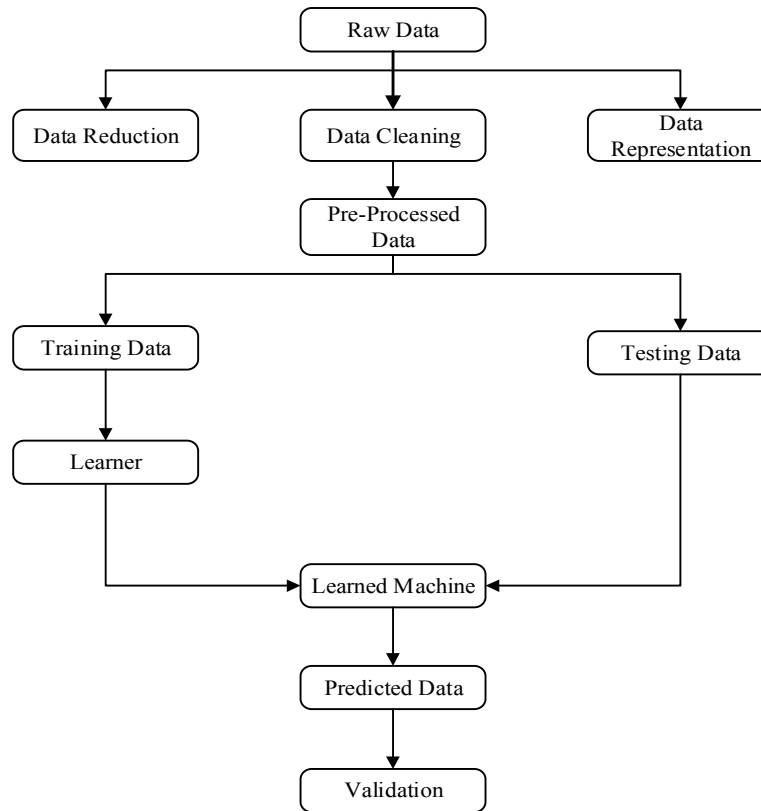 Raw Data
Data Reduction
Data Cleaning
Data
Representation
Pre-Processed
Data
Training Data
Testing Data
Learner
Learned Machine
Predicted Data
Validation